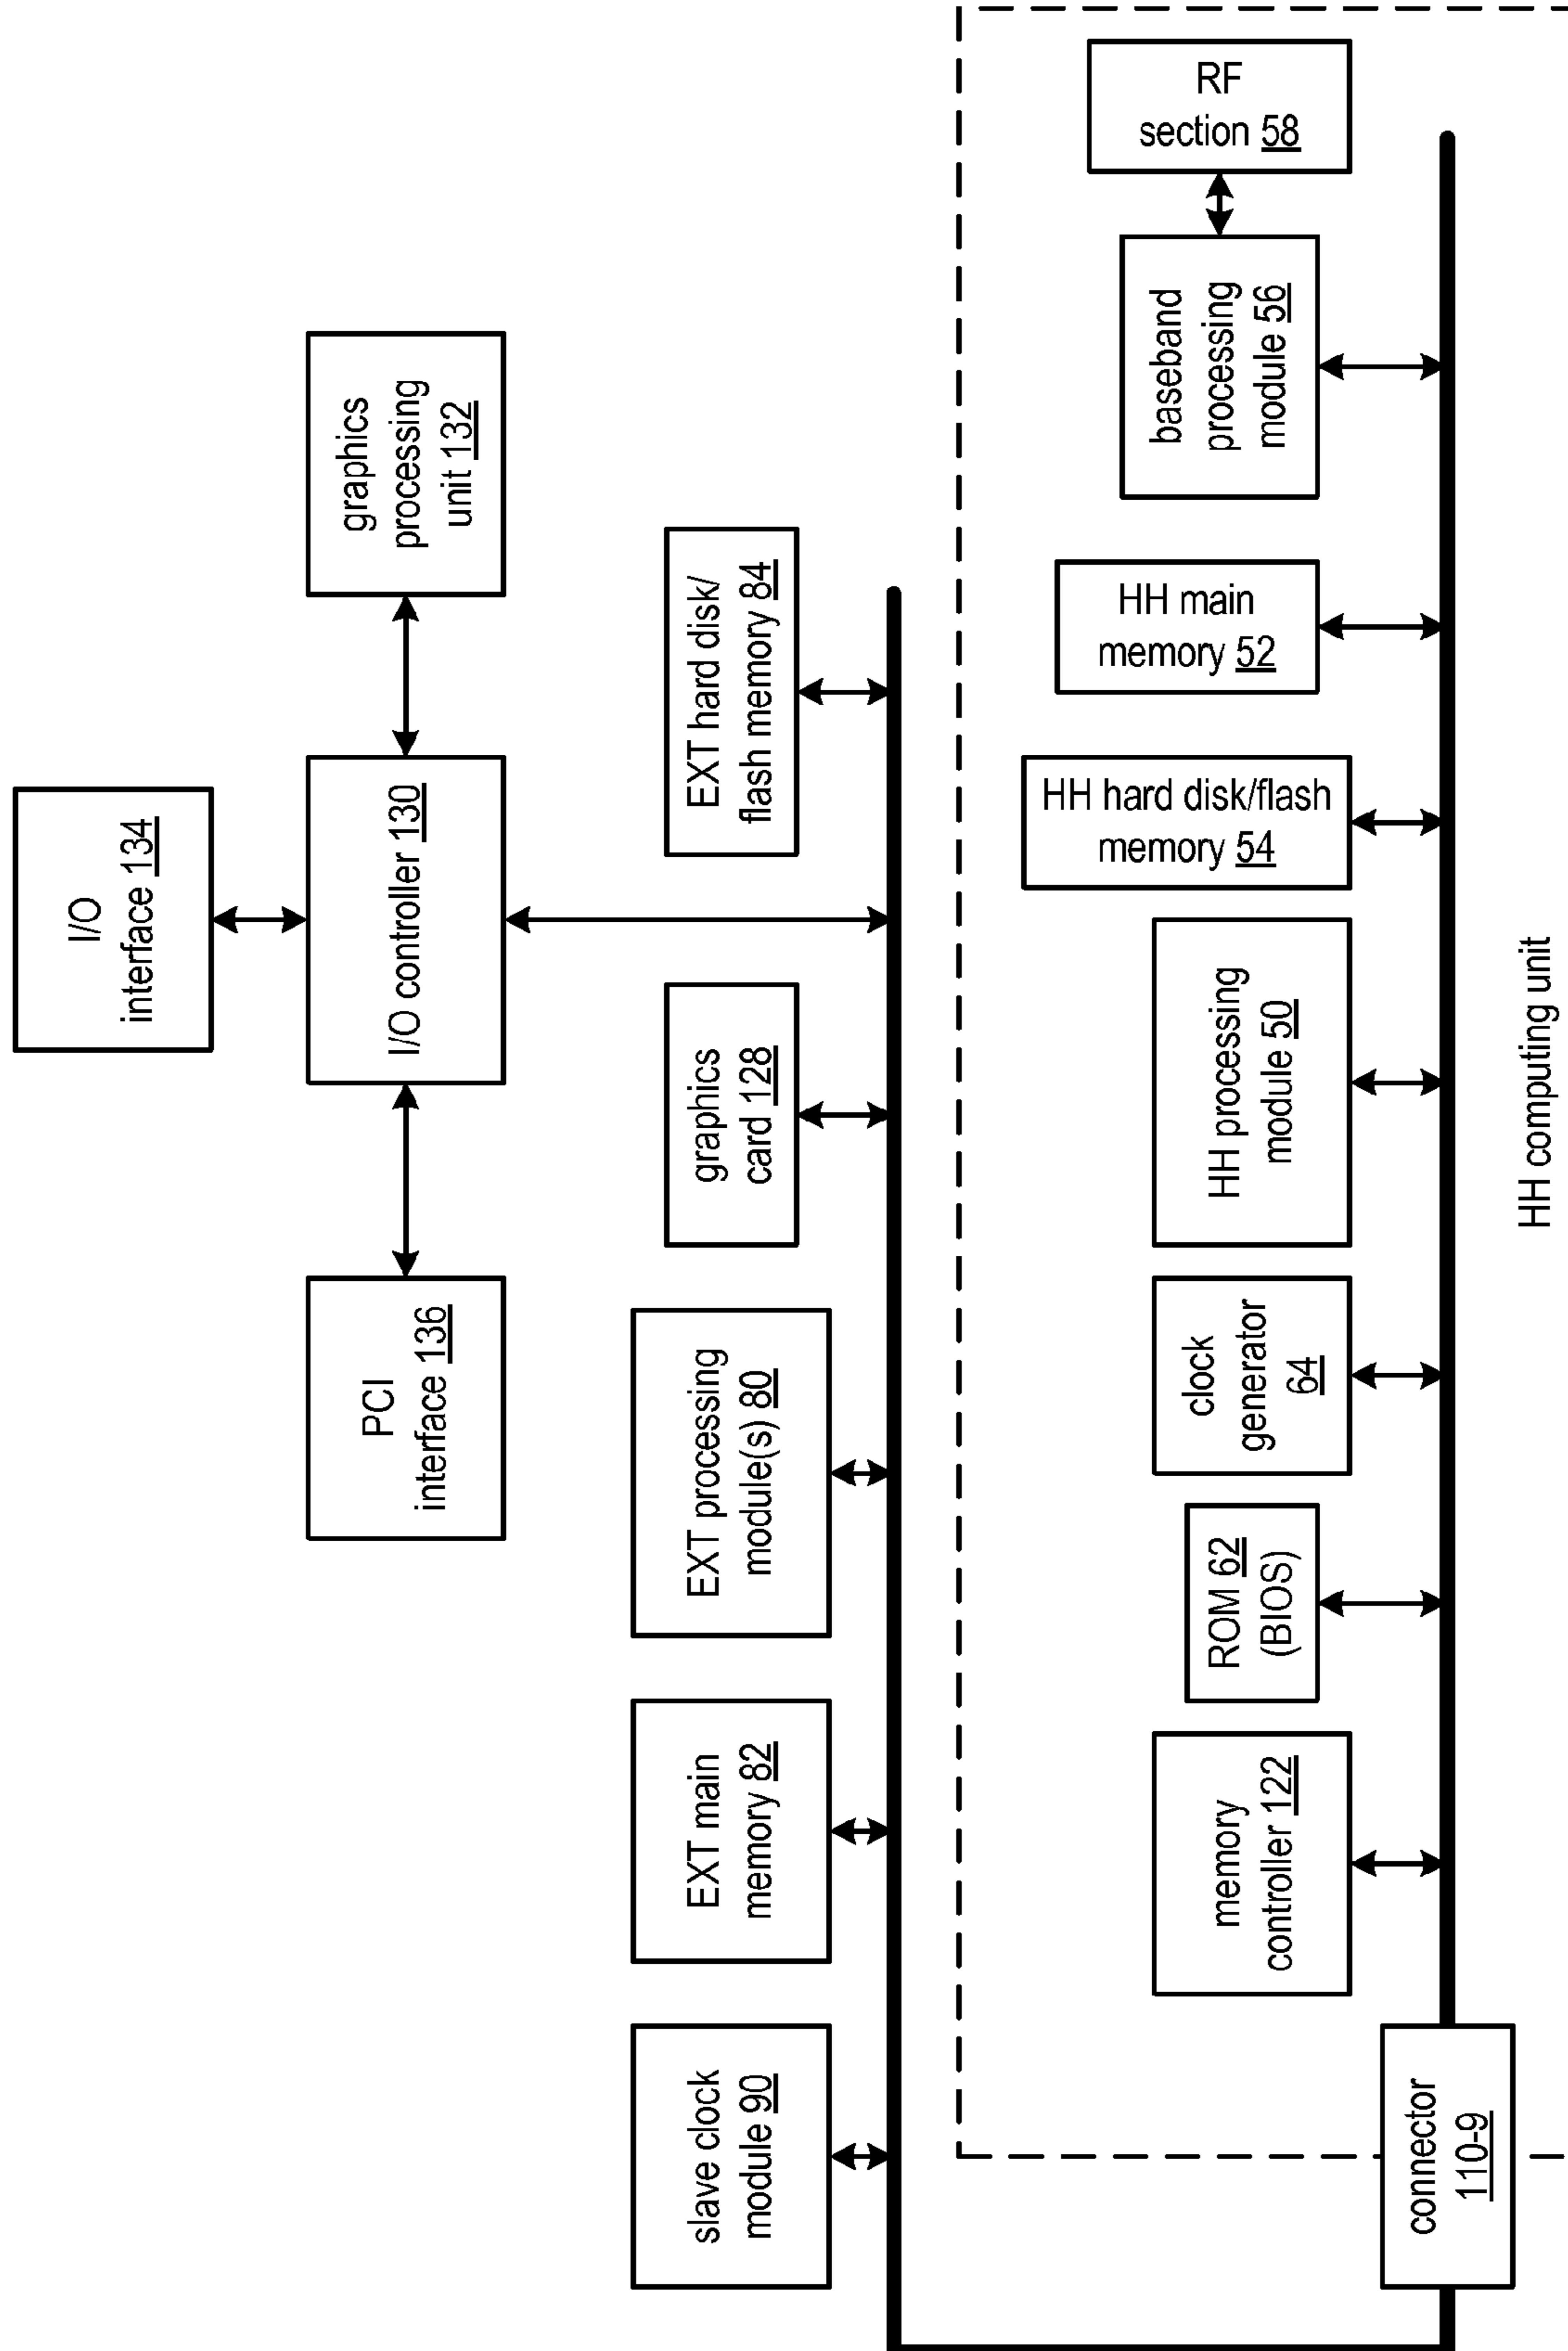 I/O
interface 134
PCI
interface 136
I/O controller 130
graphics
processing
unit 132
slave clock
module 90
EXT main
memory 82
EXT processing
module(s) 80
graphics
card 128
EXT hard disk/
flash memory 84
connector
110-9
memory
controller 122
ROM 62
(BIOS)
clock
generator
64
HH processing
module 50
HH hard disk/flash
memory 54
HH main
memory 52
baseband
processing
module 56
RF
section 58
HH computing unit